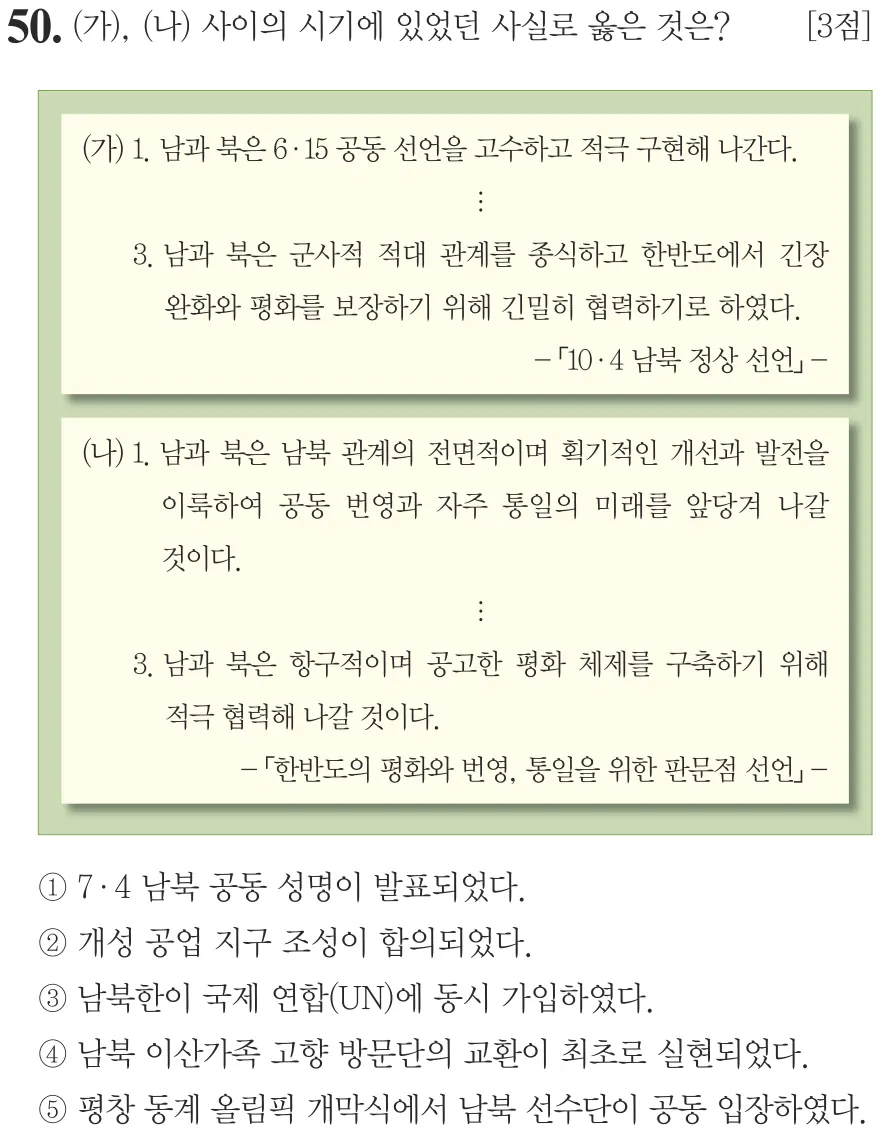 50. (가), (나) 사이의 시기에 있었던 사실로 옳은 것은? [3점]
(가) 1. 남과 북은 6·15 공동 선언을 고수하고 적극 구현해 나간다.
⋮
3. 남과 북은 군사적 적대 관계를 종식하고 한반도에서 긴장
완화와 평화를 보장하기 위해 긴밀히 협력하기로 하였다.
-「10·4 남북 정상 선언」-
(나) 1. 남과 북은 남북 관계의 전면적이며 획기적인 개선과 발전을
이룩하여 공동 번영과 자주 통일의 미래를 앞당겨 나갈
것이다.
⋮
3. 남과 북은 항구적이며 공고한 평화 체제를 구축하기 위해
적극 협력해 나갈 것이다.
-「한반도의 평화와 번영, 통일을 위한 판문점 선언」-
① 7·4 남북 공동 성명이 발표되었다.
② 개성 공업 지구 조성이 합의되었다.
③ 남북한이 국제 연합(UN)에 동시 가입하였다.
④ 남북 이산가족 고향 방문단의 교환이 최초로 실현되었다.
⑤ 평창 동계 올림픽 개막식에서 남북 선수단이 공동 입장하였다.